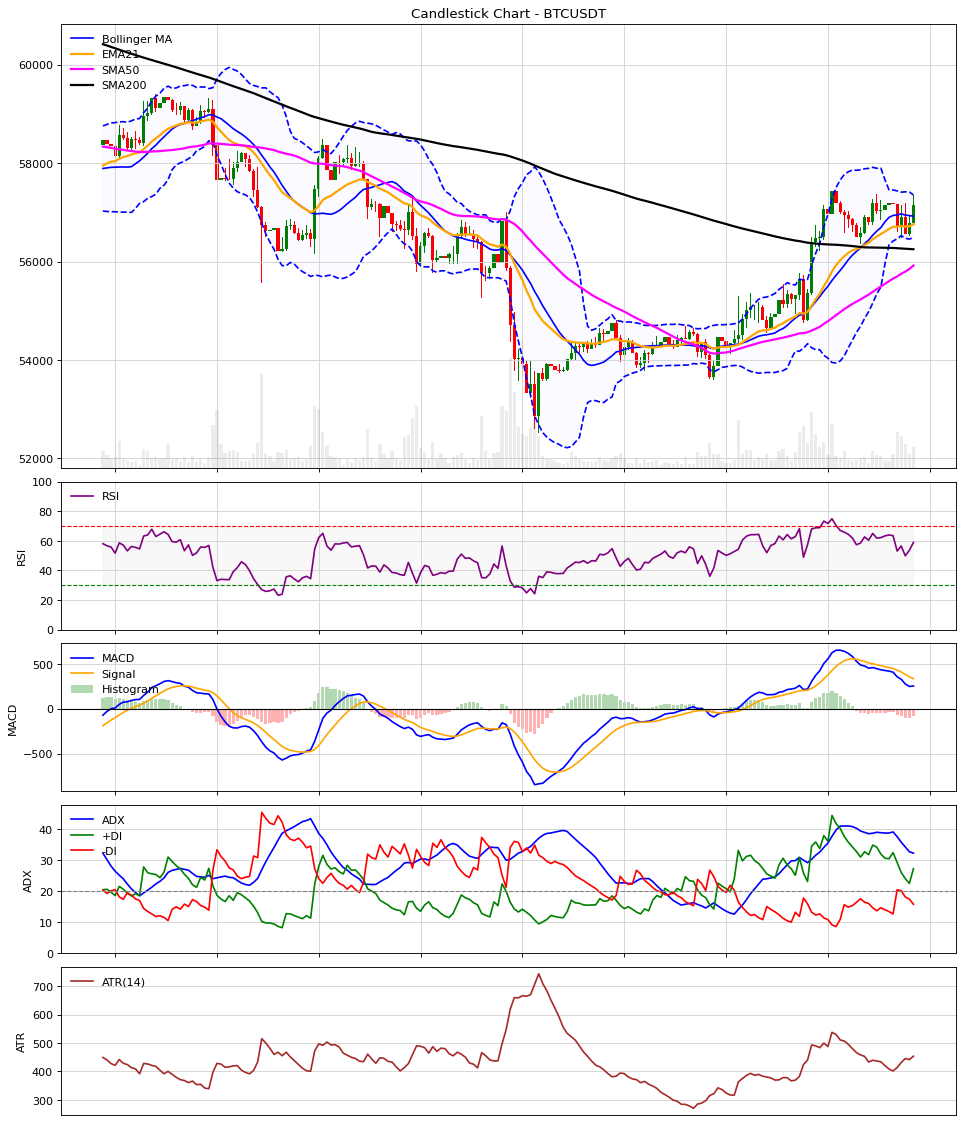 Candlestick Chart - BTCUSDT
Bollinger MA
EMA21
SMA50
SMA200
60000
58000
56000
54000
52000
RSI
RSI
100
80
60
40
20
0
MACD
Signal
Histogram
MACD
500
0
−500
ADX
+DI
-DI
ADX
40
30
20
10
0
ATR(14)
ATR
700
600
500
400
300